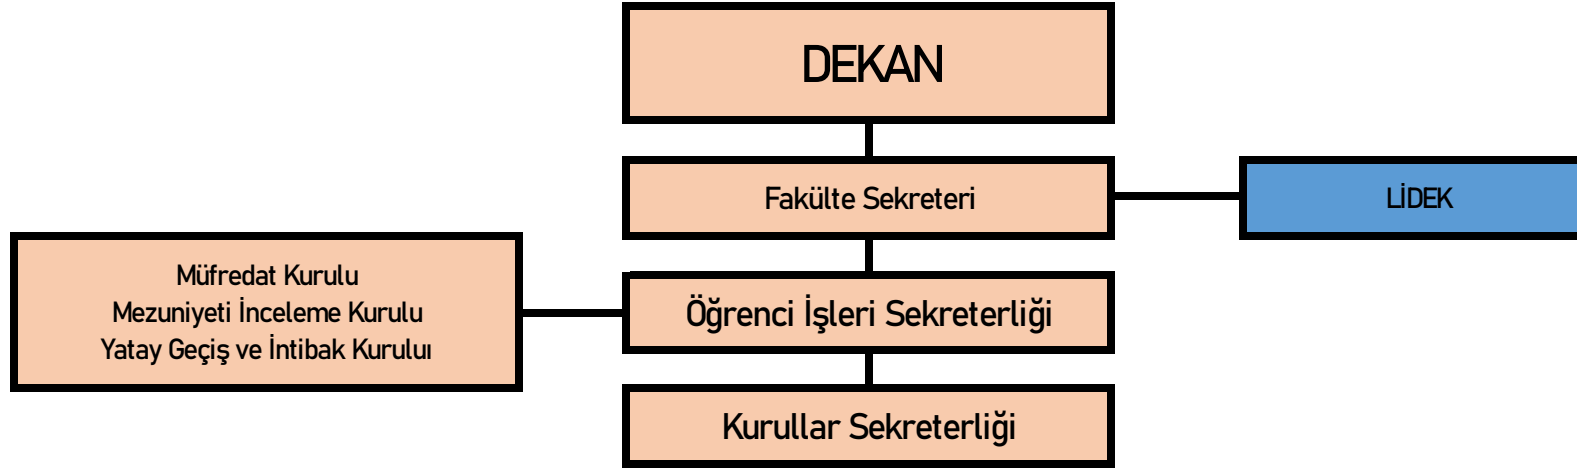 DEKAN
Fakülte Sekreteri
LİDEK
Müfredat Kurulu
Mezuniyeti İnceleme Kurulu
Yatay Geçiş ve İntibak Kuruluı
Öğrenci İşleri Sekreterliği
Kurullar Sekreterliği